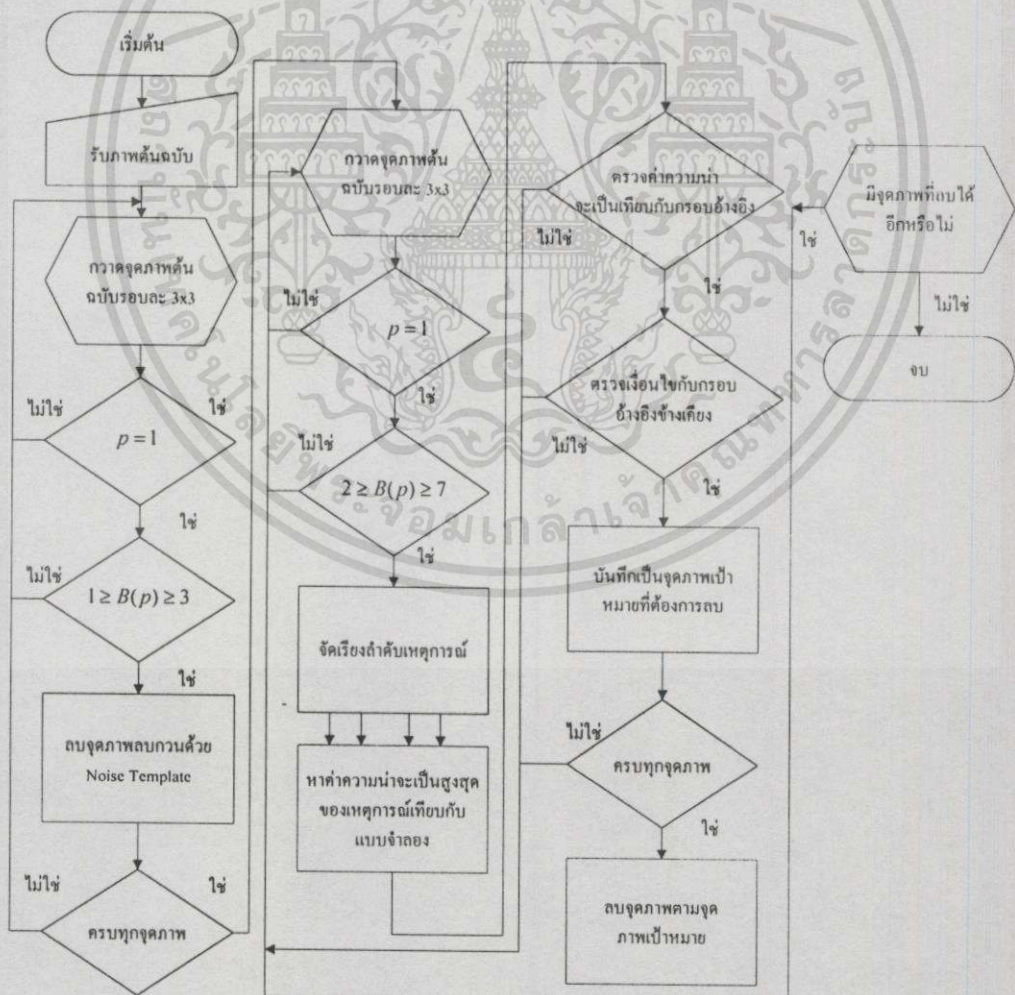 เริ่มต้น
รับภาพต้นฉบับ
กวาดจุดภาพต้น
ฉบับรอบละ 3x3
ไม่ใช่
ใช่
p = 1
ใช่
ไม่ใช่
1 ≥ B(p) ≥ 3
ใช่
ลบจุดภาพลบกวนด้วย
Noise Template
ไม่ใช่
ใช่
ครบทุกจุดภาพ
กวาดจุดภาพต้น
ฉบับรอบละ 3x3
ไม่ใช่
p = 1
ใช่
ไม่ใช่
2 ≥ B(p) ≥ 7
ใช่
จัดเรียงลำดับเหตุการณ์
หาค่าความน่าจะเป็นสูงสุด
ของเหตุการณ์เทียบกับ
แบบจำลอง
ตรวจค่าความน่า
จะเป็นเทียบกับกรอบอ้างอิง
ไม่ใช่
ใช่
ตรวจเงื่อนไขกับกรอบ
อ้างอิงข้างเคียง
ไม่ใช่
ใช่
บันทึกเป็นจุดภาพเป้า
หมายที่ต้องการลบ
ไม่ใช่
ครบทุกจุดภาพ
ใช่
ลบจุดภาพตามจุด
ภาพเป้าหมาย
มีจุดภาพที่ลบได้
อีกหรือไม่
ใช่
ไม่ใช่
จบ